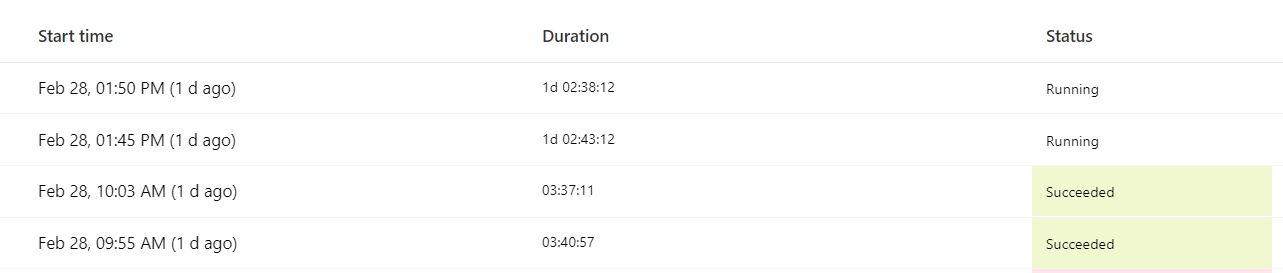 Start time Duration Status
Feb 28, 01:50 PM (1 d ago) 1d 02:38:12 Running
Feb 28, 01:45 PM (1 d ago) 1d 02:43:12 Running
Feb 28, 10:03 AM (1 d ago) 03:37:11 Succeeded
Feb 28, 09:55 AM (1 d ago) 03:40:57 Succeeded